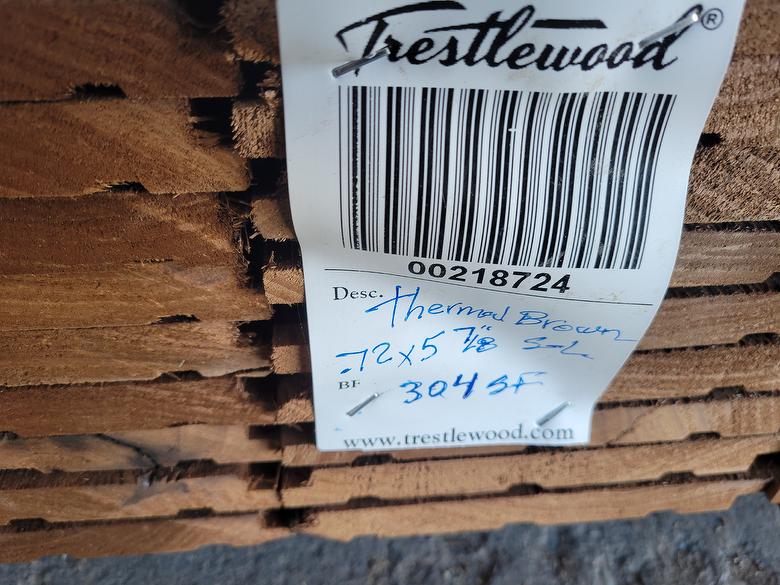 Trestlewood®
00218724
Desc. Thermal Brown
.72x5 7/8" S-L
BF 304 SF
www.trestlewood.com